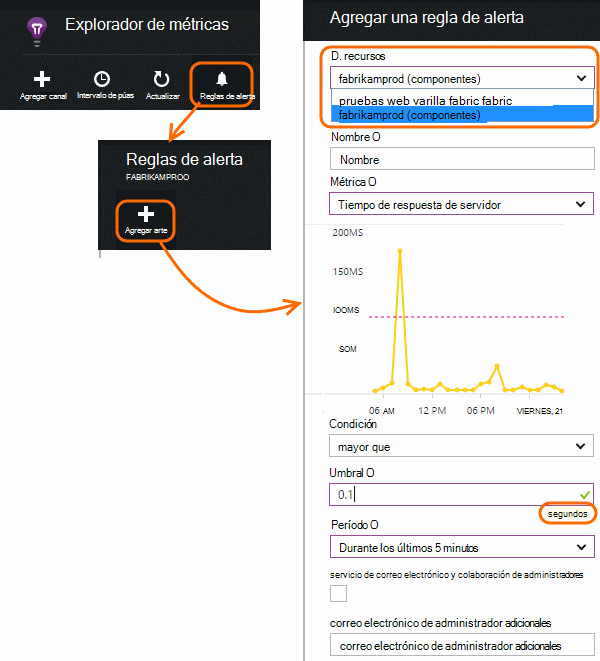 Explorador de métricas
Agregar canal
Intervalo de púas
Actualizar
Reglas de alerta
Reglas de alerta
FABRIKAMPROO
Agregar arte
Agregar una regla de alerta
D. recursos
fabrikamprod (componentes)
pruebas web varilla fabric fabric
fabrikamprod (componentes)
Nombre O
Nombre
Métrica O
Tiempo de respuesta de servidor
200MS
150MS
IOOMS
SOM
06 AM
12 PM
06 PM
VIERNES, 21
Condición
mayor que
Umbral O
0.1
segundos
Período O
Durante los últimos 5 minutos
servicio de correo electrónico y colaboración de administradores
correo electrónico de administrador adicionales
correo electrónico de administrador adicionales